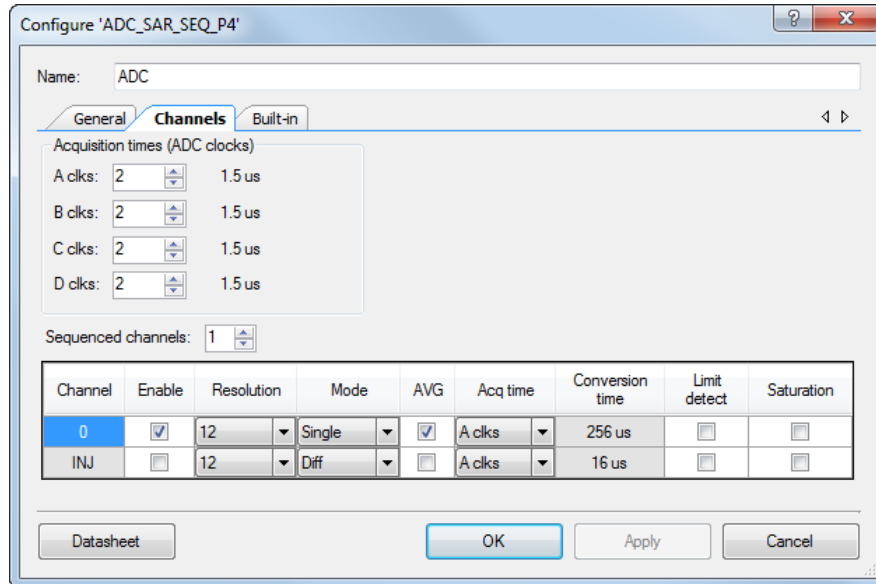 Configure 'ADC_SAR_SEQ_P4'
Name: ADC
General Channels Built-in
Acquisition times (ADC clocks)
A clks: 2 1.5 us
B clks: 2 1.5 us
C clks: 2 1.5 us
D clks: 2 1.5 us
Sequenced channels: 1
Channel Enable Resolution Mode AVG Acq time Conversion time Limit detect Saturation
0 12 Single A clks 256 us
INJ 12 Diff A clks 16 us
Datasheet OK Apply Cancel